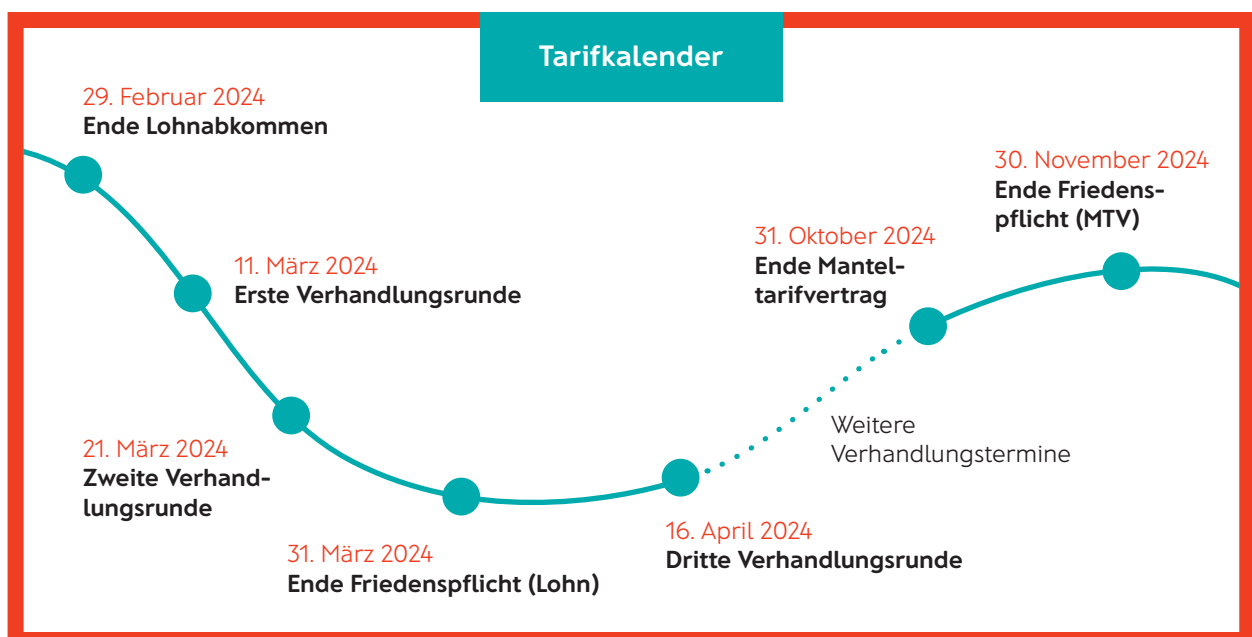 Tarifkalender
29. Februar 2024
Ende Lohnabkommen
11. März 2024
Erste Verhandlungsrunde
21. März 2024
Zweite Verhand-
lungsrunde
31. März 2024
Ende Friedenspflicht (Lohn)
16. April 2024
Dritte Verhandlungsrunde
Weitere
Verhandlungstermine
31. Oktober 2024
Ende Mantel-
tarifvertrag
30. November 2024
Ende Friedens-
pflicht (MTV)